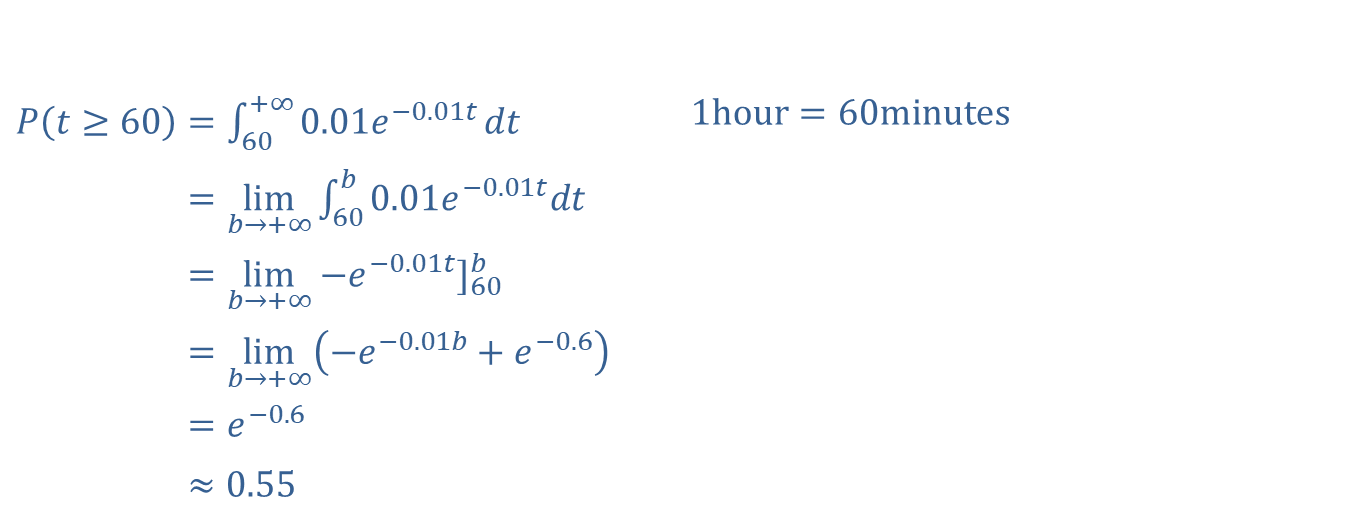 P(t ≥ 60) = ∫₆₀^{+∞} 0.01e^{−0.01t} dt 1hour = 60minutes
= lim_{b→+∞} ∫₆₀^{b} 0.01e^{−0.01t}dt
= lim_{b→+∞} −e^{−0.01t}]₆₀^{b}
= lim_{b→+∞} (−e^{−0.01b} + e^{−0.6})
= e^{−0.6}
≈ 0.55